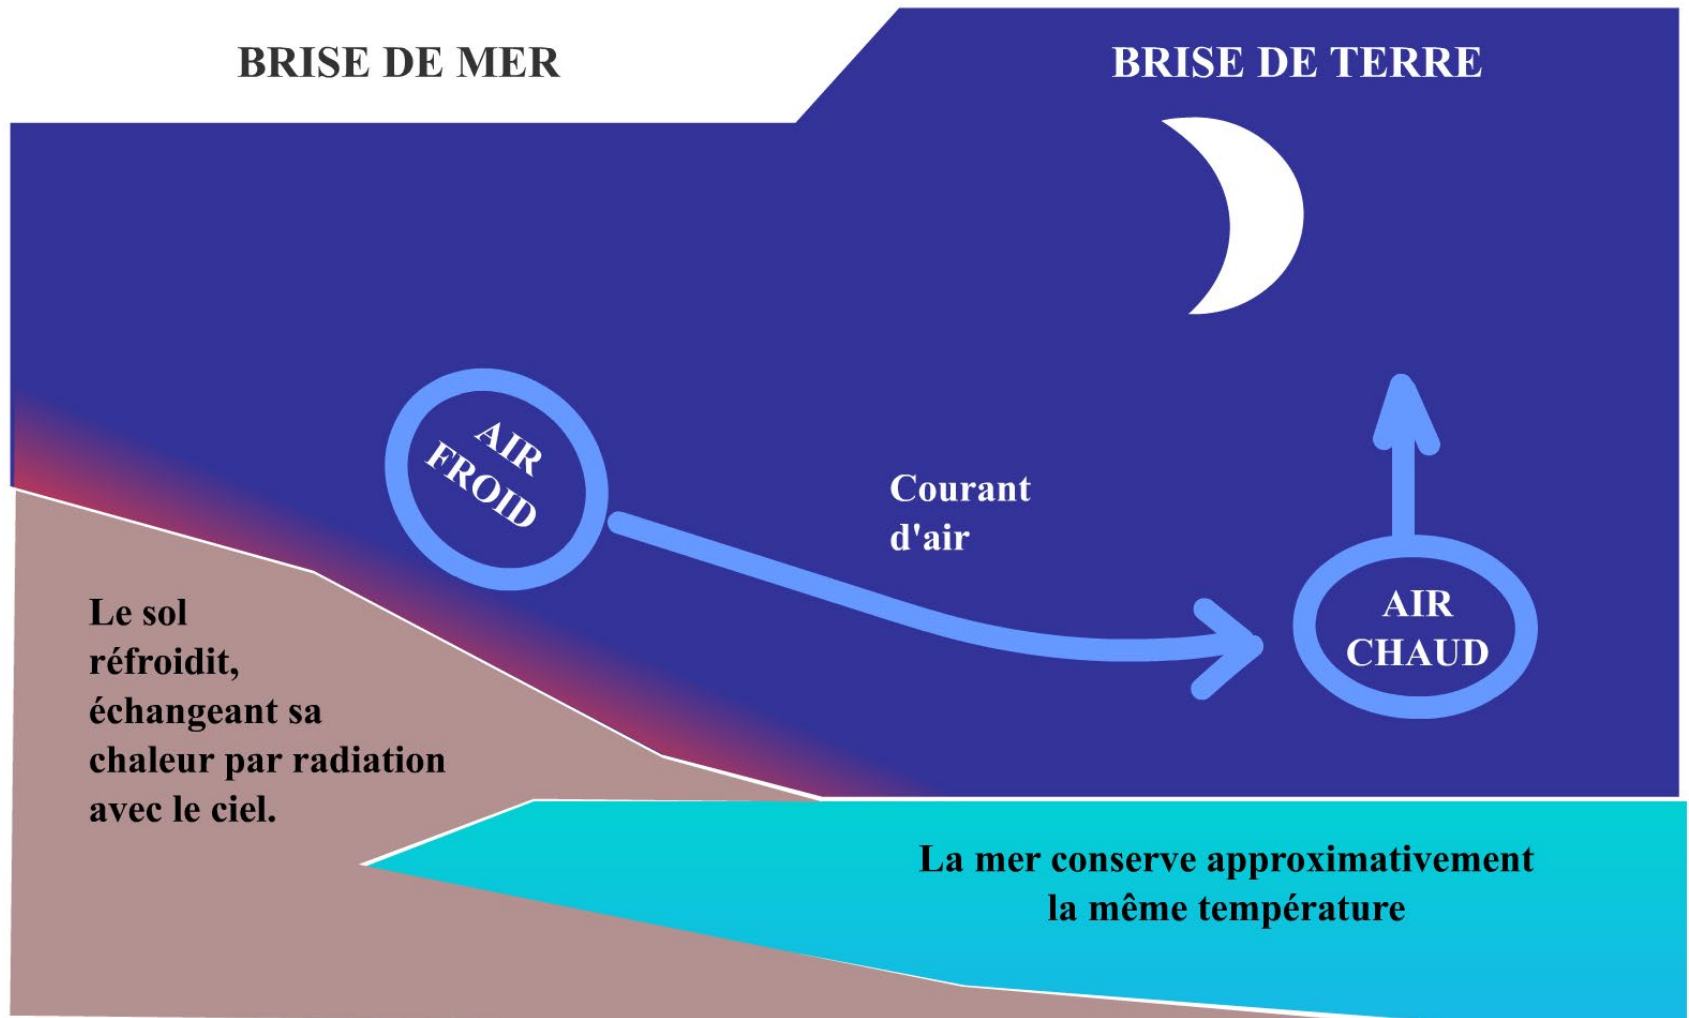 BRISE DE MER
BRISE DE TERRE
AIR
FROID
Courant
d'air
AIR
CHAUD
Le sol
réfroidit,
échangeant sa
chaleur par radiation
avec le ciel.
La mer conserve approximativement
la même température